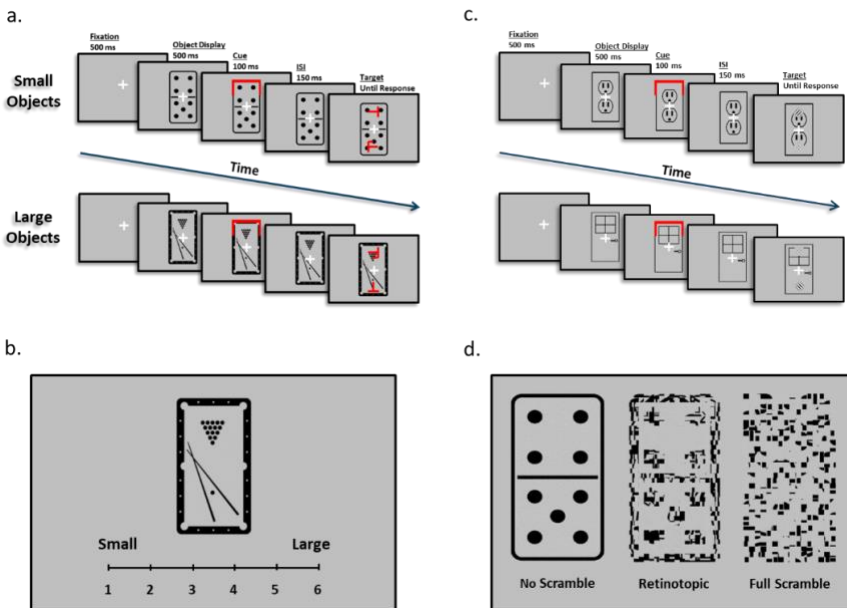 a.
Fixation
500 ms
Object Display
500 ms
Cue
100 ms
ISI
150 ms
Target
Until Response
Small
Objects
Time
Large
Objects
c.
Fixation
500 ms
Object Display
500 ms
Cue
100 ms
ISI
150 ms
Target
Until Response
Time
b.
Small Large
1 2 3 4 5 6
d.
No Scramble Retinotopic Full Scramble